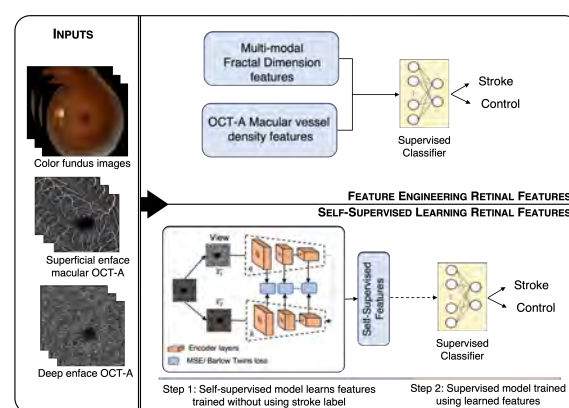 INPUTS
Color fundus images
Superficial enface
macular OCT-A
Deep enface OCT-A
Multi-modal
Fractal Dimension
features
OCT-A Macular vessel
density features
Supervised
Classifier
Stroke
Control
FEATURE ENGINEERING RETINAL FEATURES
SELF-SUPERVISED LEARNING RETINAL FEATURES
View
Encoder layers
MSE/ Barlow Twins loss
Self-Supervised
Features
Supervised
Classifier
Stroke
Control
Step 1: Self-supervised model learns features
trained without using stroke label
Step 2: Supervised model trained
using learned features